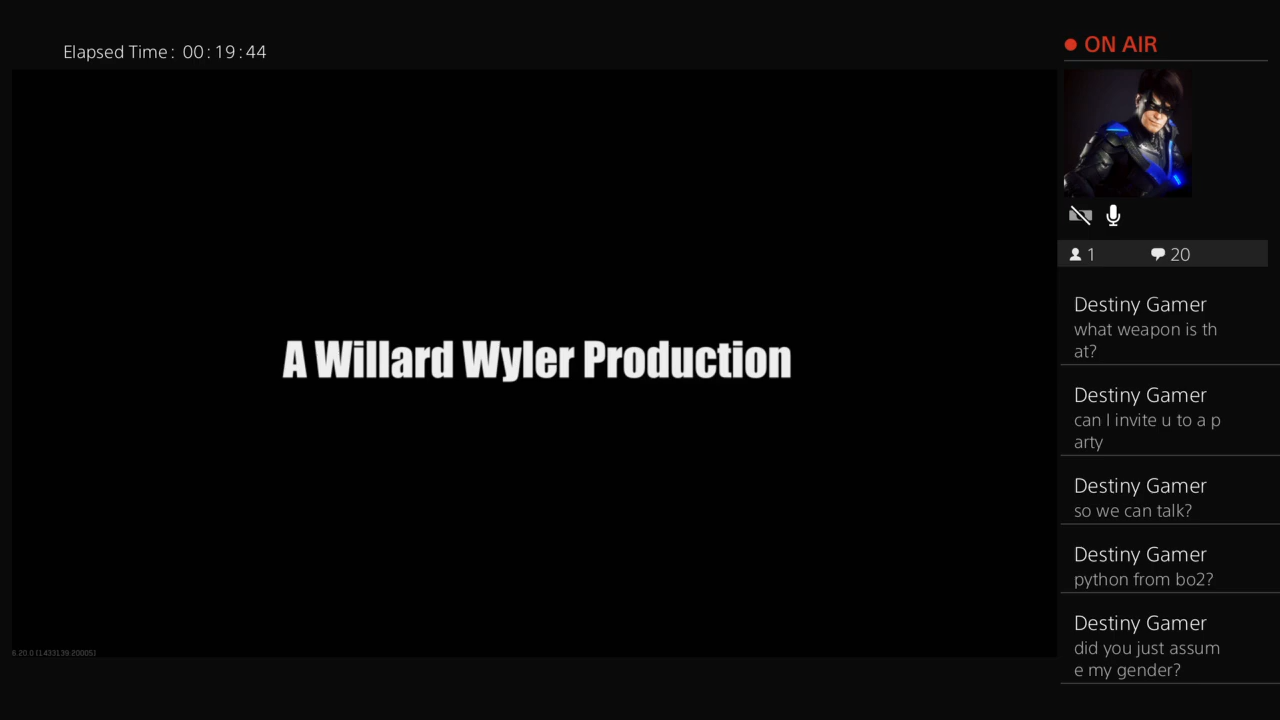 Elapsed Time: 00:19:44
ON AIR
1 20
A Willard Wyler Production
Destiny Gamer
what weapon is th
at?
Destiny Gamer
can I invite u to a p
arty
Destiny Gamer
so we can talk?
Destiny Gamer
python from bo2?
Destiny Gamer
did you just assum
e my gender?